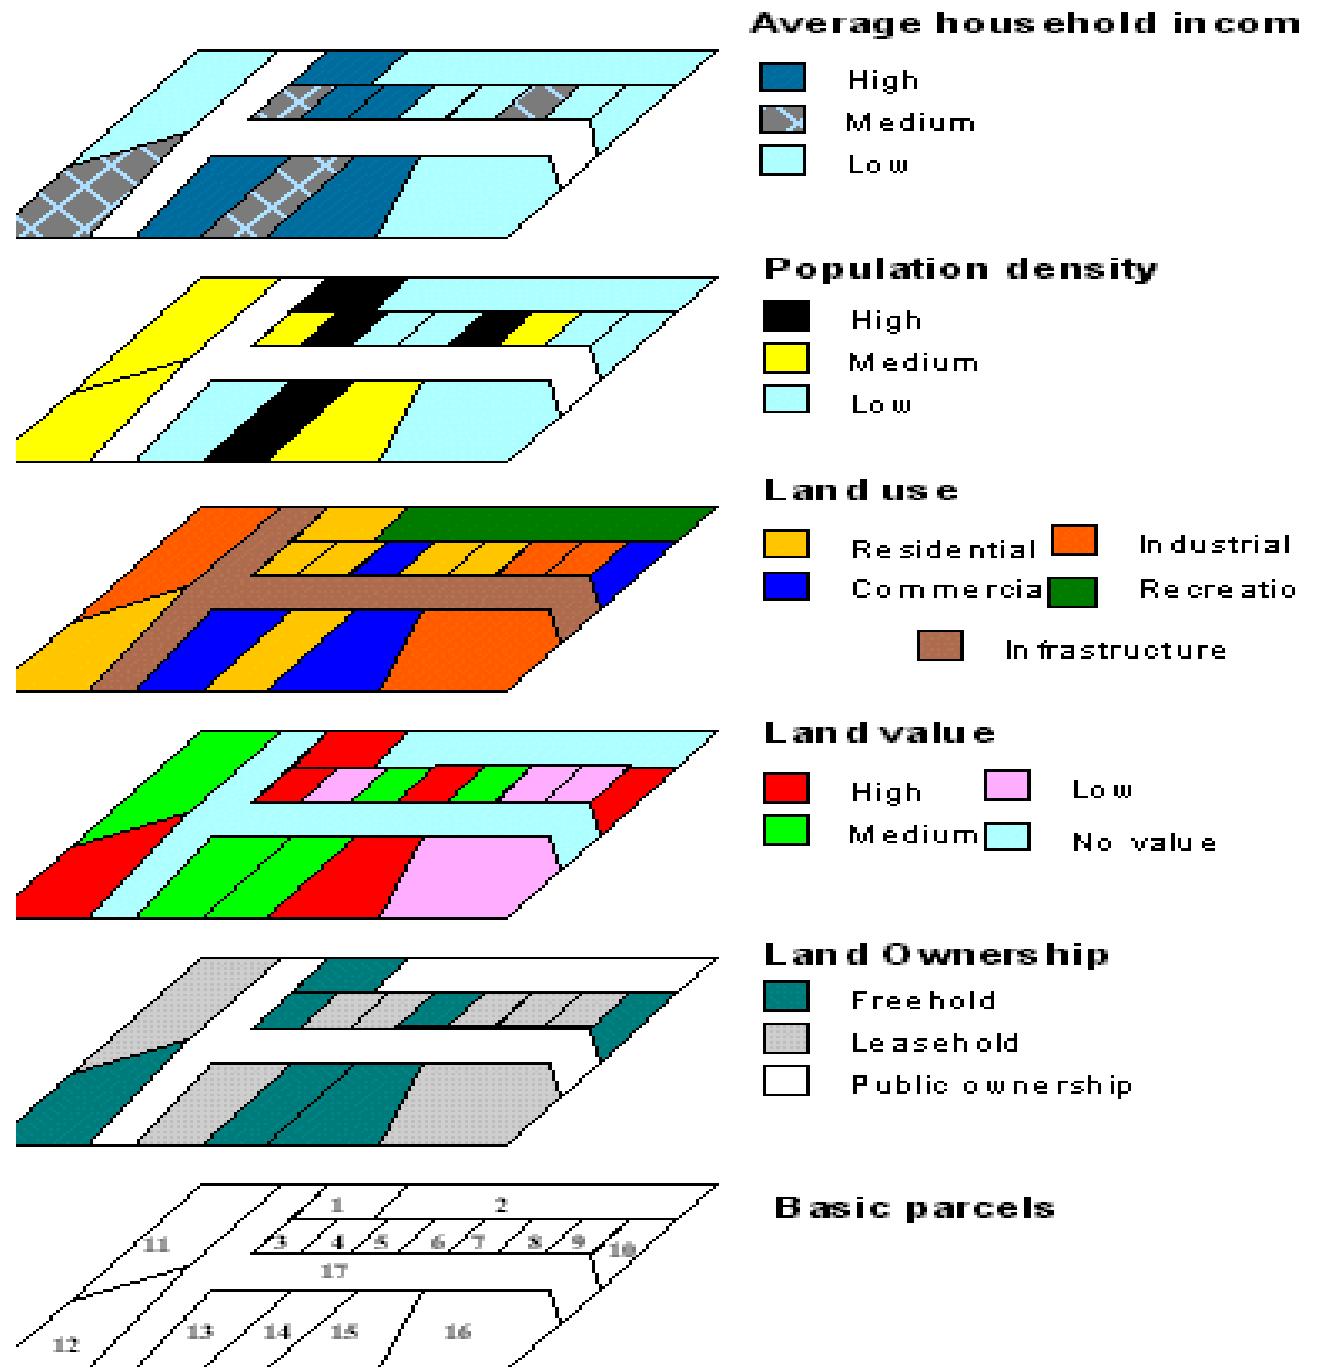 Average household incom
High
Medium
Low
Population density
High
Medium
Low
Land use
Residential Industrial
Commercia Recreatio
Infrastructure
Land value
High Low
Medium No value
Land Ownership
Freehold
Leasehold
Public ownership
Basic parcels
1 2
3 4 5 6 7 8 9 10
11
17
12 13 14 15 16